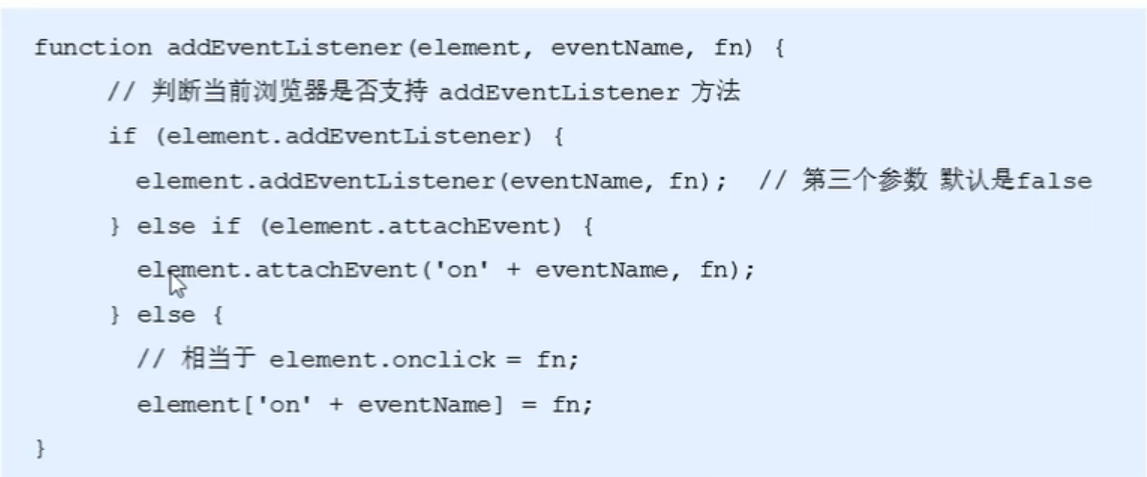 function addEventListener(element, eventName, fn) {
// 判断当前浏览器是否支持 addEventListener 方法
if (element.addEventListener) {
element.addEventListener(eventName, fn); // 第三个参数 默认是false
} else if (element.attachEvent) {
element.attachEvent('on' + eventName, fn);
} else {
// 相当于 element.onclick = fn;
element['on' + eventName] = fn;
}